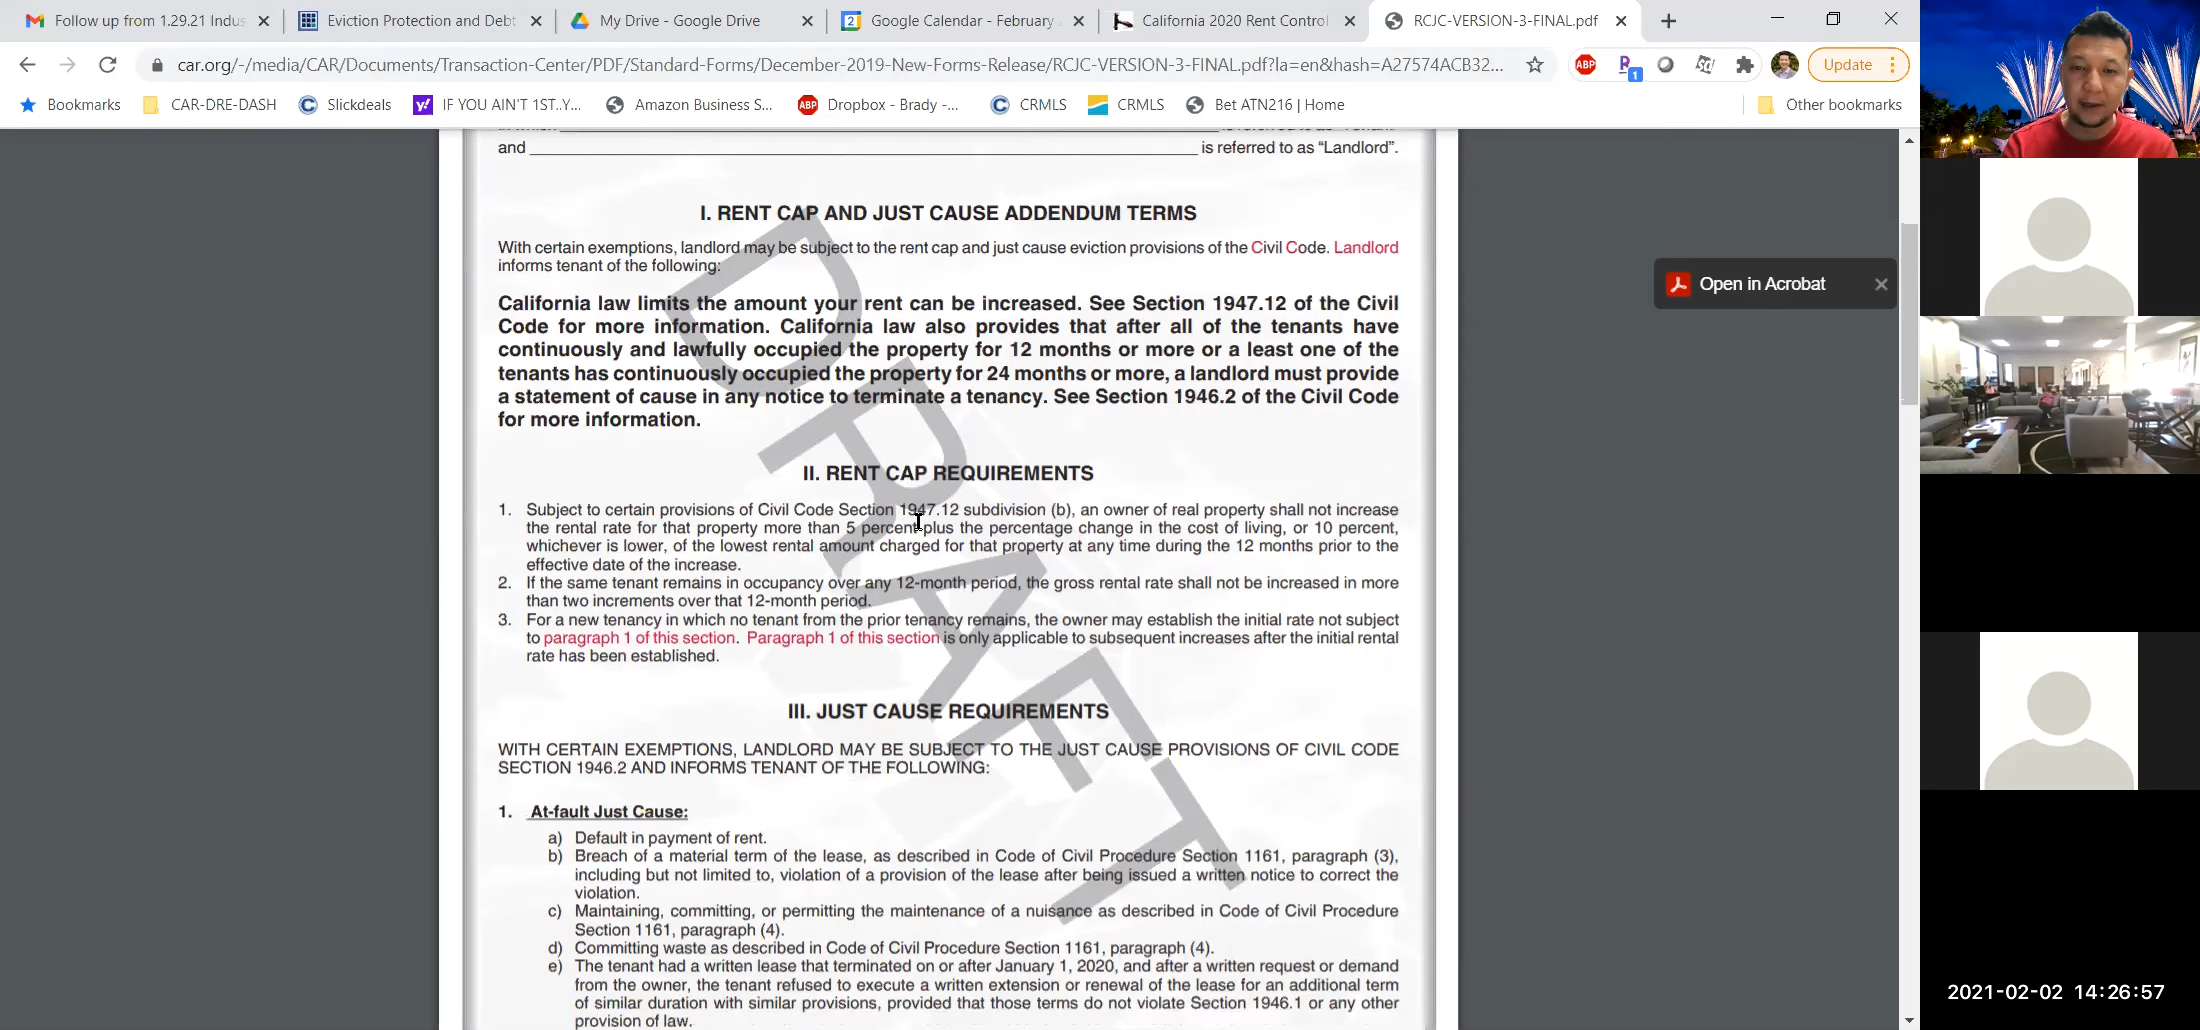 Follow up from 1.29.21 Indus
Eviction Protection and Debt
My Drive - Google Drive
Google Calendar - February
California 2020 Rent Control
RCJC-VERSION-3-FINAL.pdf
car.org/-/media/CAR/Documents/Transaction-Center/PDF/Standard-Forms/December-2019-New-Forms-Release/RCJC-VERSION-3-FINAL.pdf?la=en&hash=A27574ACB32...
ABP
1
Update
Bookmarks
CAR-DRE-DASH
Slickdeals
IF YOU AIN'T 1ST..Y...
Amazon Business S...
ABP
Dropbox - Brady -...
CRMLS
CRMLS
Bet ATN216 | Home
Other bookmarks
and ______ is referred to as “Landlord”.
I. RENT CAP AND JUST CAUSE ADDENDUM TERMS
With certain exemptions, landlord may be subject to the rent cap and just cause eviction provisions of the Civil Code. Landlord
informs tenant of the following:
California law limits the amount your rent can be increased. See Section 1947.12 of the Civil
Code for more information. California law also provides that after all of the tenants have
continuously and lawfully occupied the property for 12 months or more or a least one of the
tenants has continuously occupied the property for 24 months or more, a landlord must provide
a statement of cause in any notice to terminate a tenancy. See Section 1946.2 of the Civil Code
for more information.
II. RENT CAP REQUIREMENTS
1. Subject to certain provisions of Civil Code Section 1947.12 subdivision (b), an owner of real property shall not increase
the rental rate for that property more than 5 percent plus the percentage change in the cost of living, or 10 percent,
whichever is lower, of the lowest rental amount charged for that property at any time during the 12 months prior to the
effective date of the increase.
2. If the same tenant remains in occupancy over any 12-month period, the gross rental rate shall not be increased in more
than two increments over that 12-month period.
3. For a new tenancy in which no tenant from the prior tenancy remains, the owner may establish the initial rate not subject
to paragraph 1 of this section. Paragraph 1 of this section is only applicable to subsequent increases after the initial rental
rate has been established.
III. JUST CAUSE REQUIREMENTS
WITH CERTAIN EXEMPTIONS, LANDLORD MAY BE SUBJECT TO THE JUST CAUSE PROVISIONS OF CIVIL CODE
SECTION 1946.2 AND INFORMS TENANT OF THE FOLLOWING:
1. At-fault Just Cause:
a) Default in payment of rent.
b) Breach of a material term of the lease, as described in Code of Civil Procedure Section 1161, paragraph (3),
including but not limited to, violation of a provision of the lease after being issued a written notice to correct the
violation.
c) Maintaining, committing, or permitting the maintenance of a nuisance as described in Code of Civil Procedure
Section 1161, paragraph (4).
d) Committing waste as described in Code of Civil Procedure Section 1161, paragraph (4).
e) The tenant had a written lease that terminated on or after January 1, 2020, and after a written request or demand
from the owner, the tenant refused to execute a written extension or renewal of the lease for an additional term
of similar duration with similar provisions, provided that those terms do not violate Section 1946.1 or any other
provision of law.
DRAFT
Open in Acrobat
2021-02-02 14:26:57